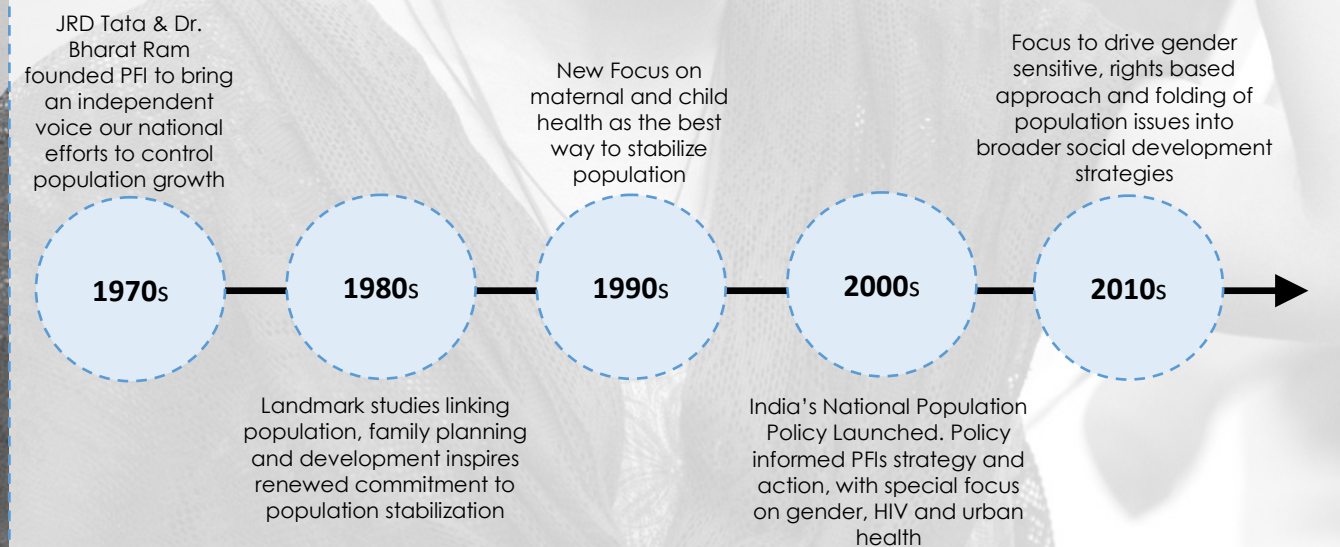 JRD Tata & Dr.
Bharat Ram
founded PFI to bring
an independent
voice our national
efforts to control
population growth
New Focus on
maternal and child
health as the best
way to stabilize
population
Focus to drive gender
sensitive, rights based
approach and folding of
population issues into
broader social development
strategies
1970s
1980s
1990s
2000s
2010s
Landmark studies linking
population, family planning
and development inspires
renewed commitment to
population stabilization
India’s National Population
Policy Launched. Policy
informed PFIs strategy and
action, with special focus
on gender, HIV and urban
health